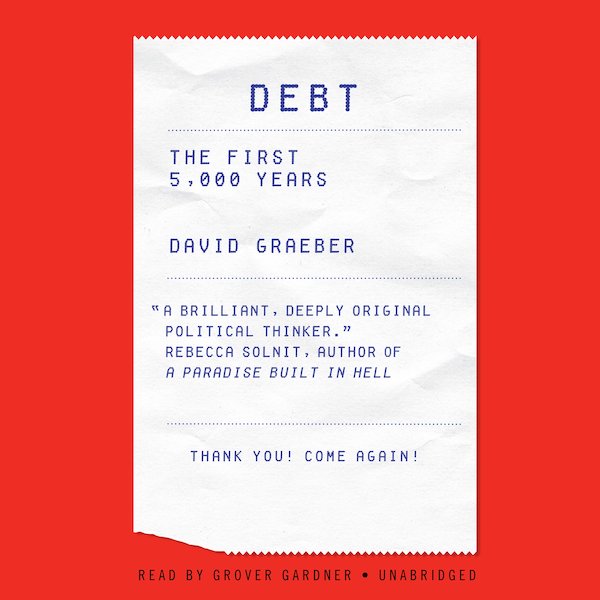 DEBT
THE FIRST
5,000 YEARS
DAVID GRAEBER
“A BRILLIANT, DEEPLY ORIGINAL
POLITICAL THINKER.”
REBECCA SOLNIT, AUTHOR OF
A PARADISE BUILT IN HELL
THANK YOU! COME AGAIN!
READ BY GROVER GARDNER • UNABRIDGED